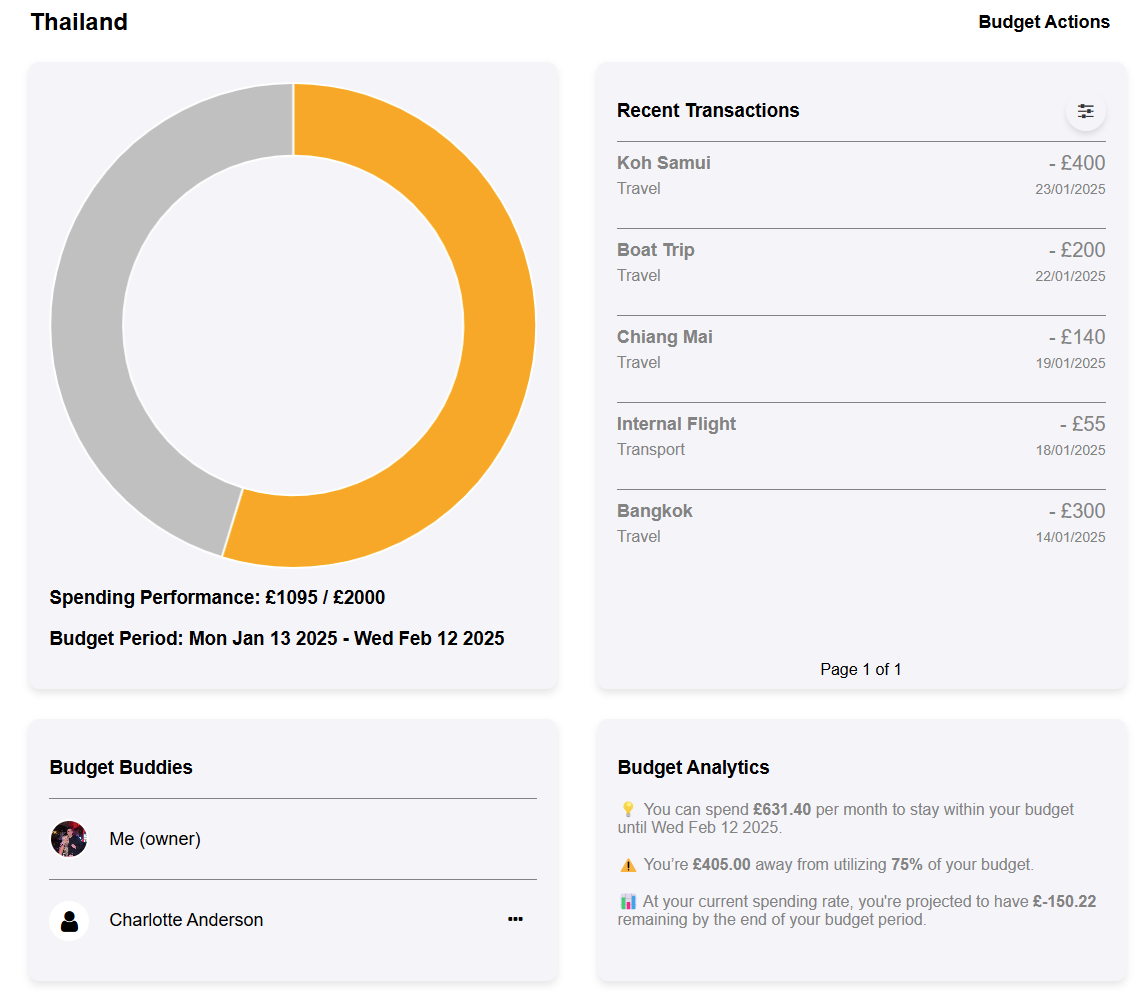 Thailand
Budget Actions
Spending Performance: £1095 / £2000
Budget Period: Mon Jan 13 2025 - Wed Feb 12 2025
Recent Transactions
Koh Samui - £400
Travel 23/01/2025
Boat Trip - £200
Travel 22/01/2025
Chiang Mai - £140
Travel 19/01/2025
Internal Flight - £55
Transport 18/01/2025
Bangkok - £300
Travel 14/01/2025
Page 1 of 1
Budget Buddies
Me (owner)
Charlotte Anderson
Budget Analytics
You can spend £631.40 per month to stay within your budget
until Wed Feb 12 2025.
You're £405.00 away from utilizing 75% of your budget.
At your current spending rate, you're projected to have £-150.22
remaining by the end of your budget period.